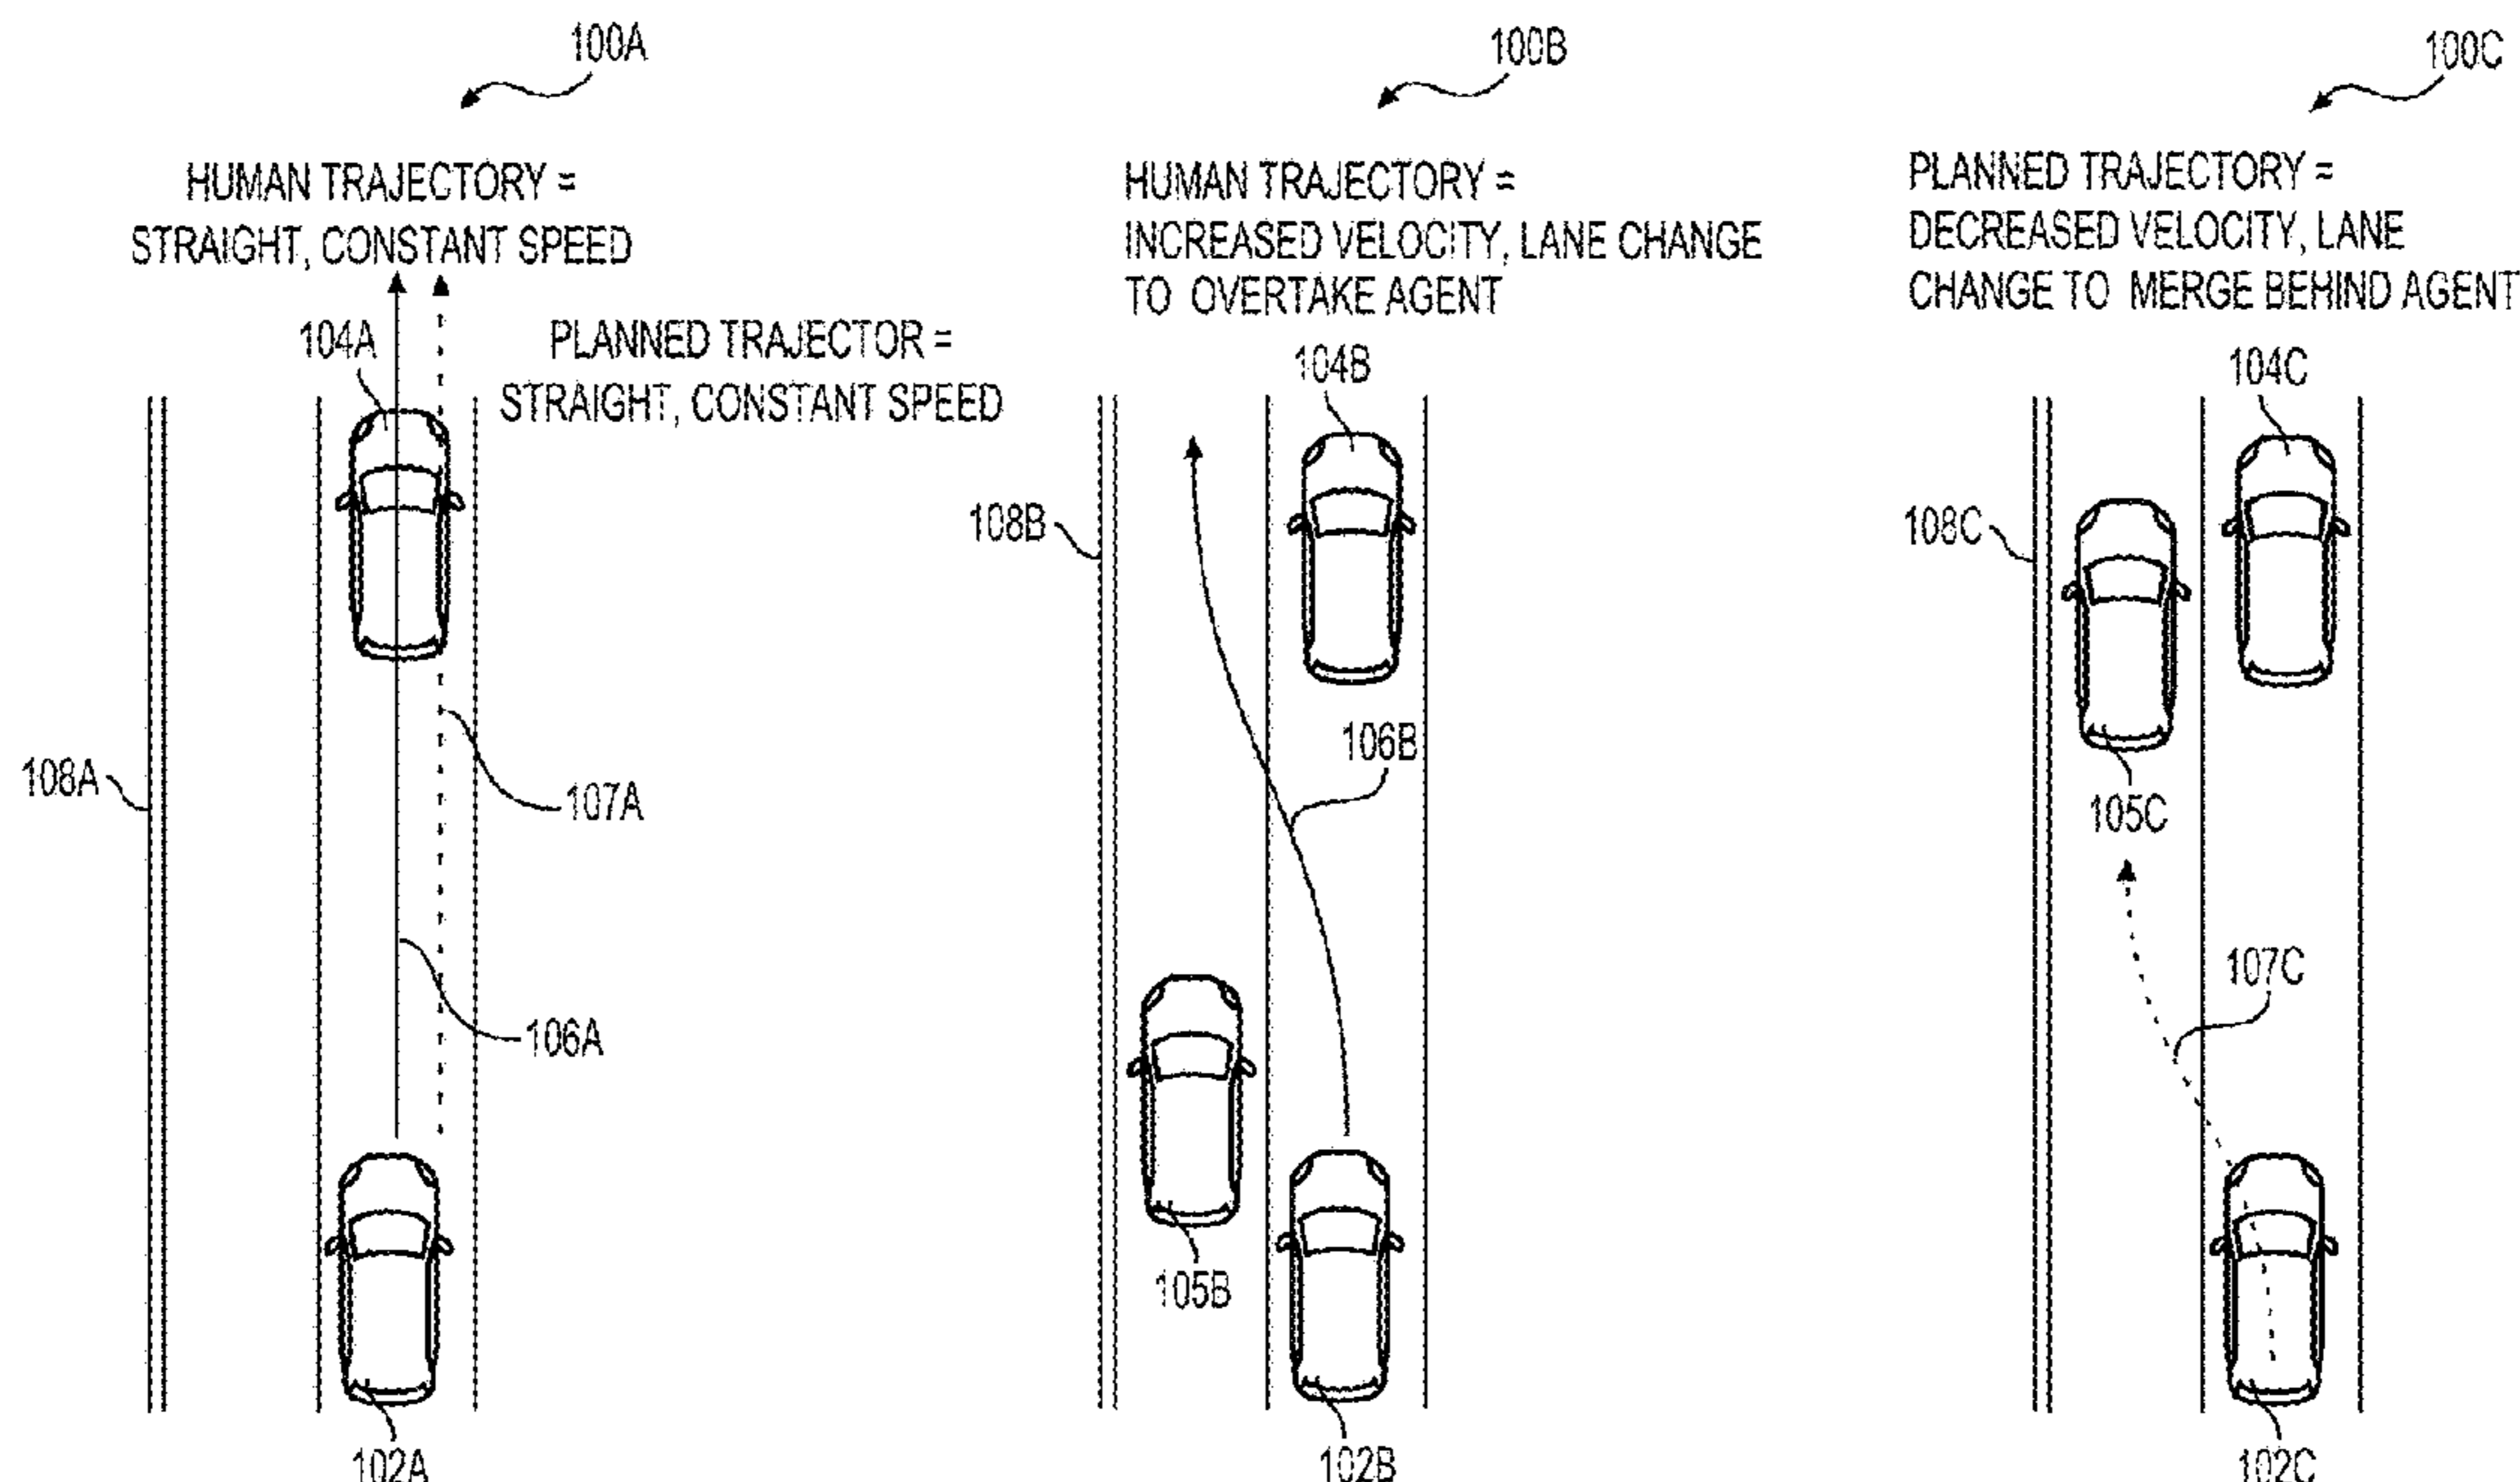 100A
HUMAN TRAJECTORY =
STRAIGHT, CONSTANT SPEED
104A
PLANNED TRAJECTOR =
STRAIGHT, CONSTANT SPEED
108A
107A
106A
102A
100B
HUMAN TRAJECTORY =
INCREASED VELOCITY, LANE CHANGE
TO OVERTAKE AGENT
104B
108B
106B
105B
102B
100C
PLANNED TRAJECTORY =
DECREASED VELOCITY, LANE
CHANGE TO MERGE BEHIND AGENT
104C
108C
105C
107C
102C